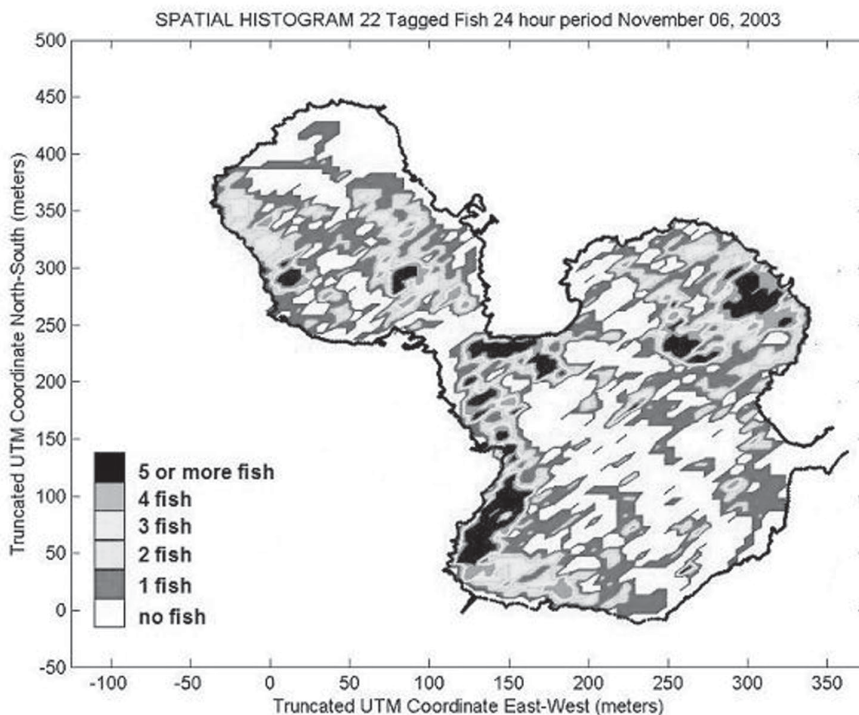 SPATIAL HISTOGRAM 22 Tagged Fish 24 hour period November 06, 2003
500
450
400
350
300
250
200
150
100
50
0
-50
Truncated UTM Coordinate North-South (meters)
5 or more fish
4 fish
3 fish
2 fish
1 fish
no fish
-100 -50 0 50 100 150 200 250 300 350
Truncated UTM Coordinate East-West (meters)